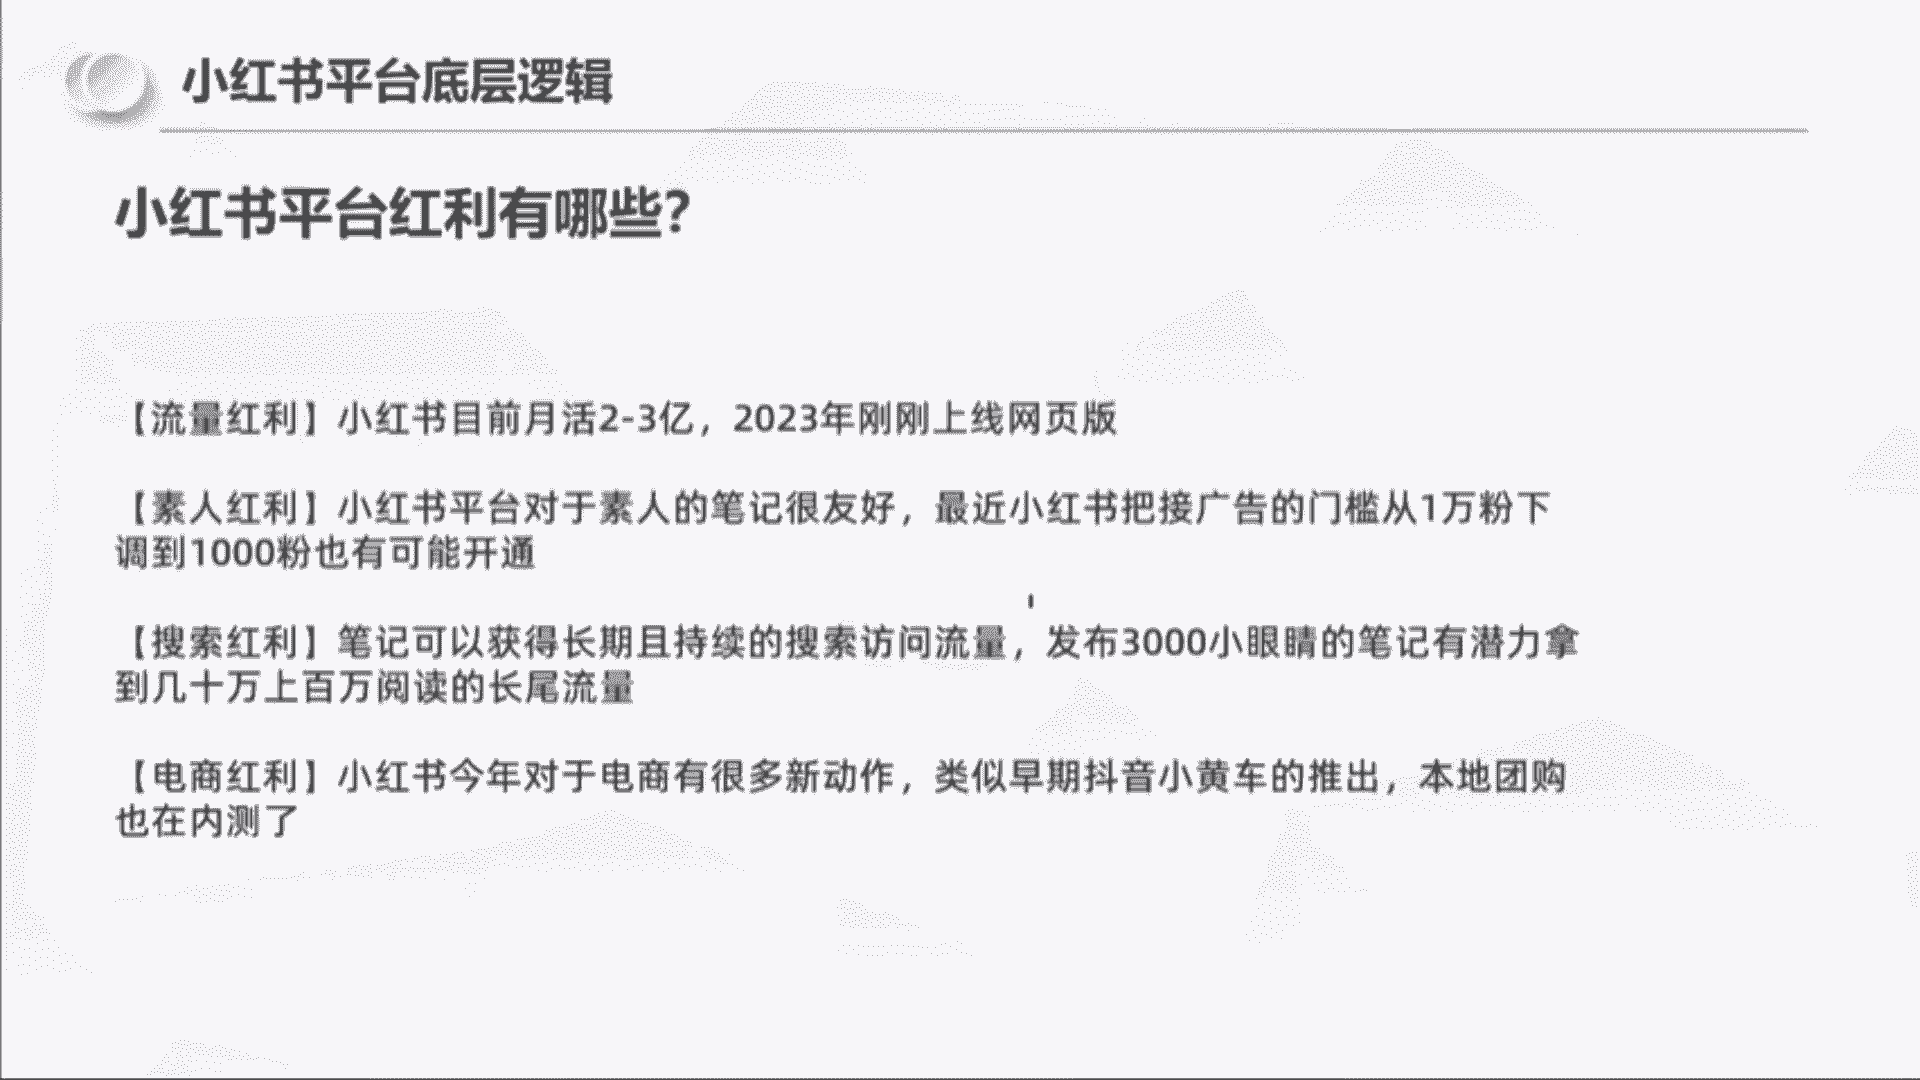 小红书平台底层逻辑
小红书平台红利有哪些？
【流量红利】小红书目前月活2-3亿，2023年刚刚上线网页版
【素人红利】小红书平台对于素人的笔记很友好，最近小红书把接广告的门槛从1万粉下
调到1000粉也有可能开通
【搜索红利】笔记可以获得长期且持续的搜索访问流量，发布3000小眼睛的笔记有潜力拿
到几十万上百万阅读的长尾流量
【电商红利】小红书今年对于电商有很多新动作，类似早期抖音小黄车的推出，本地团购
也在内测了